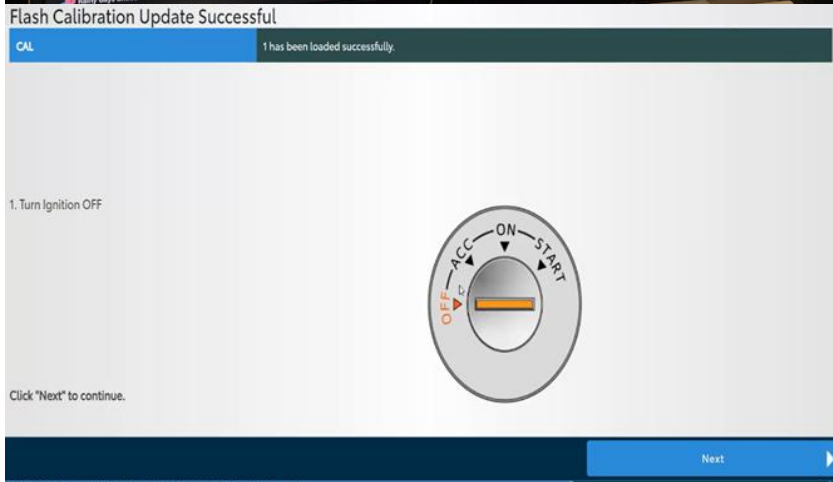 Flash Calibration Update Successful
CAL
1 has been loaded successfully.
1. Turn Ignition OFF
OFF
ACC
ON
START
Click "Next" to continue.
Next